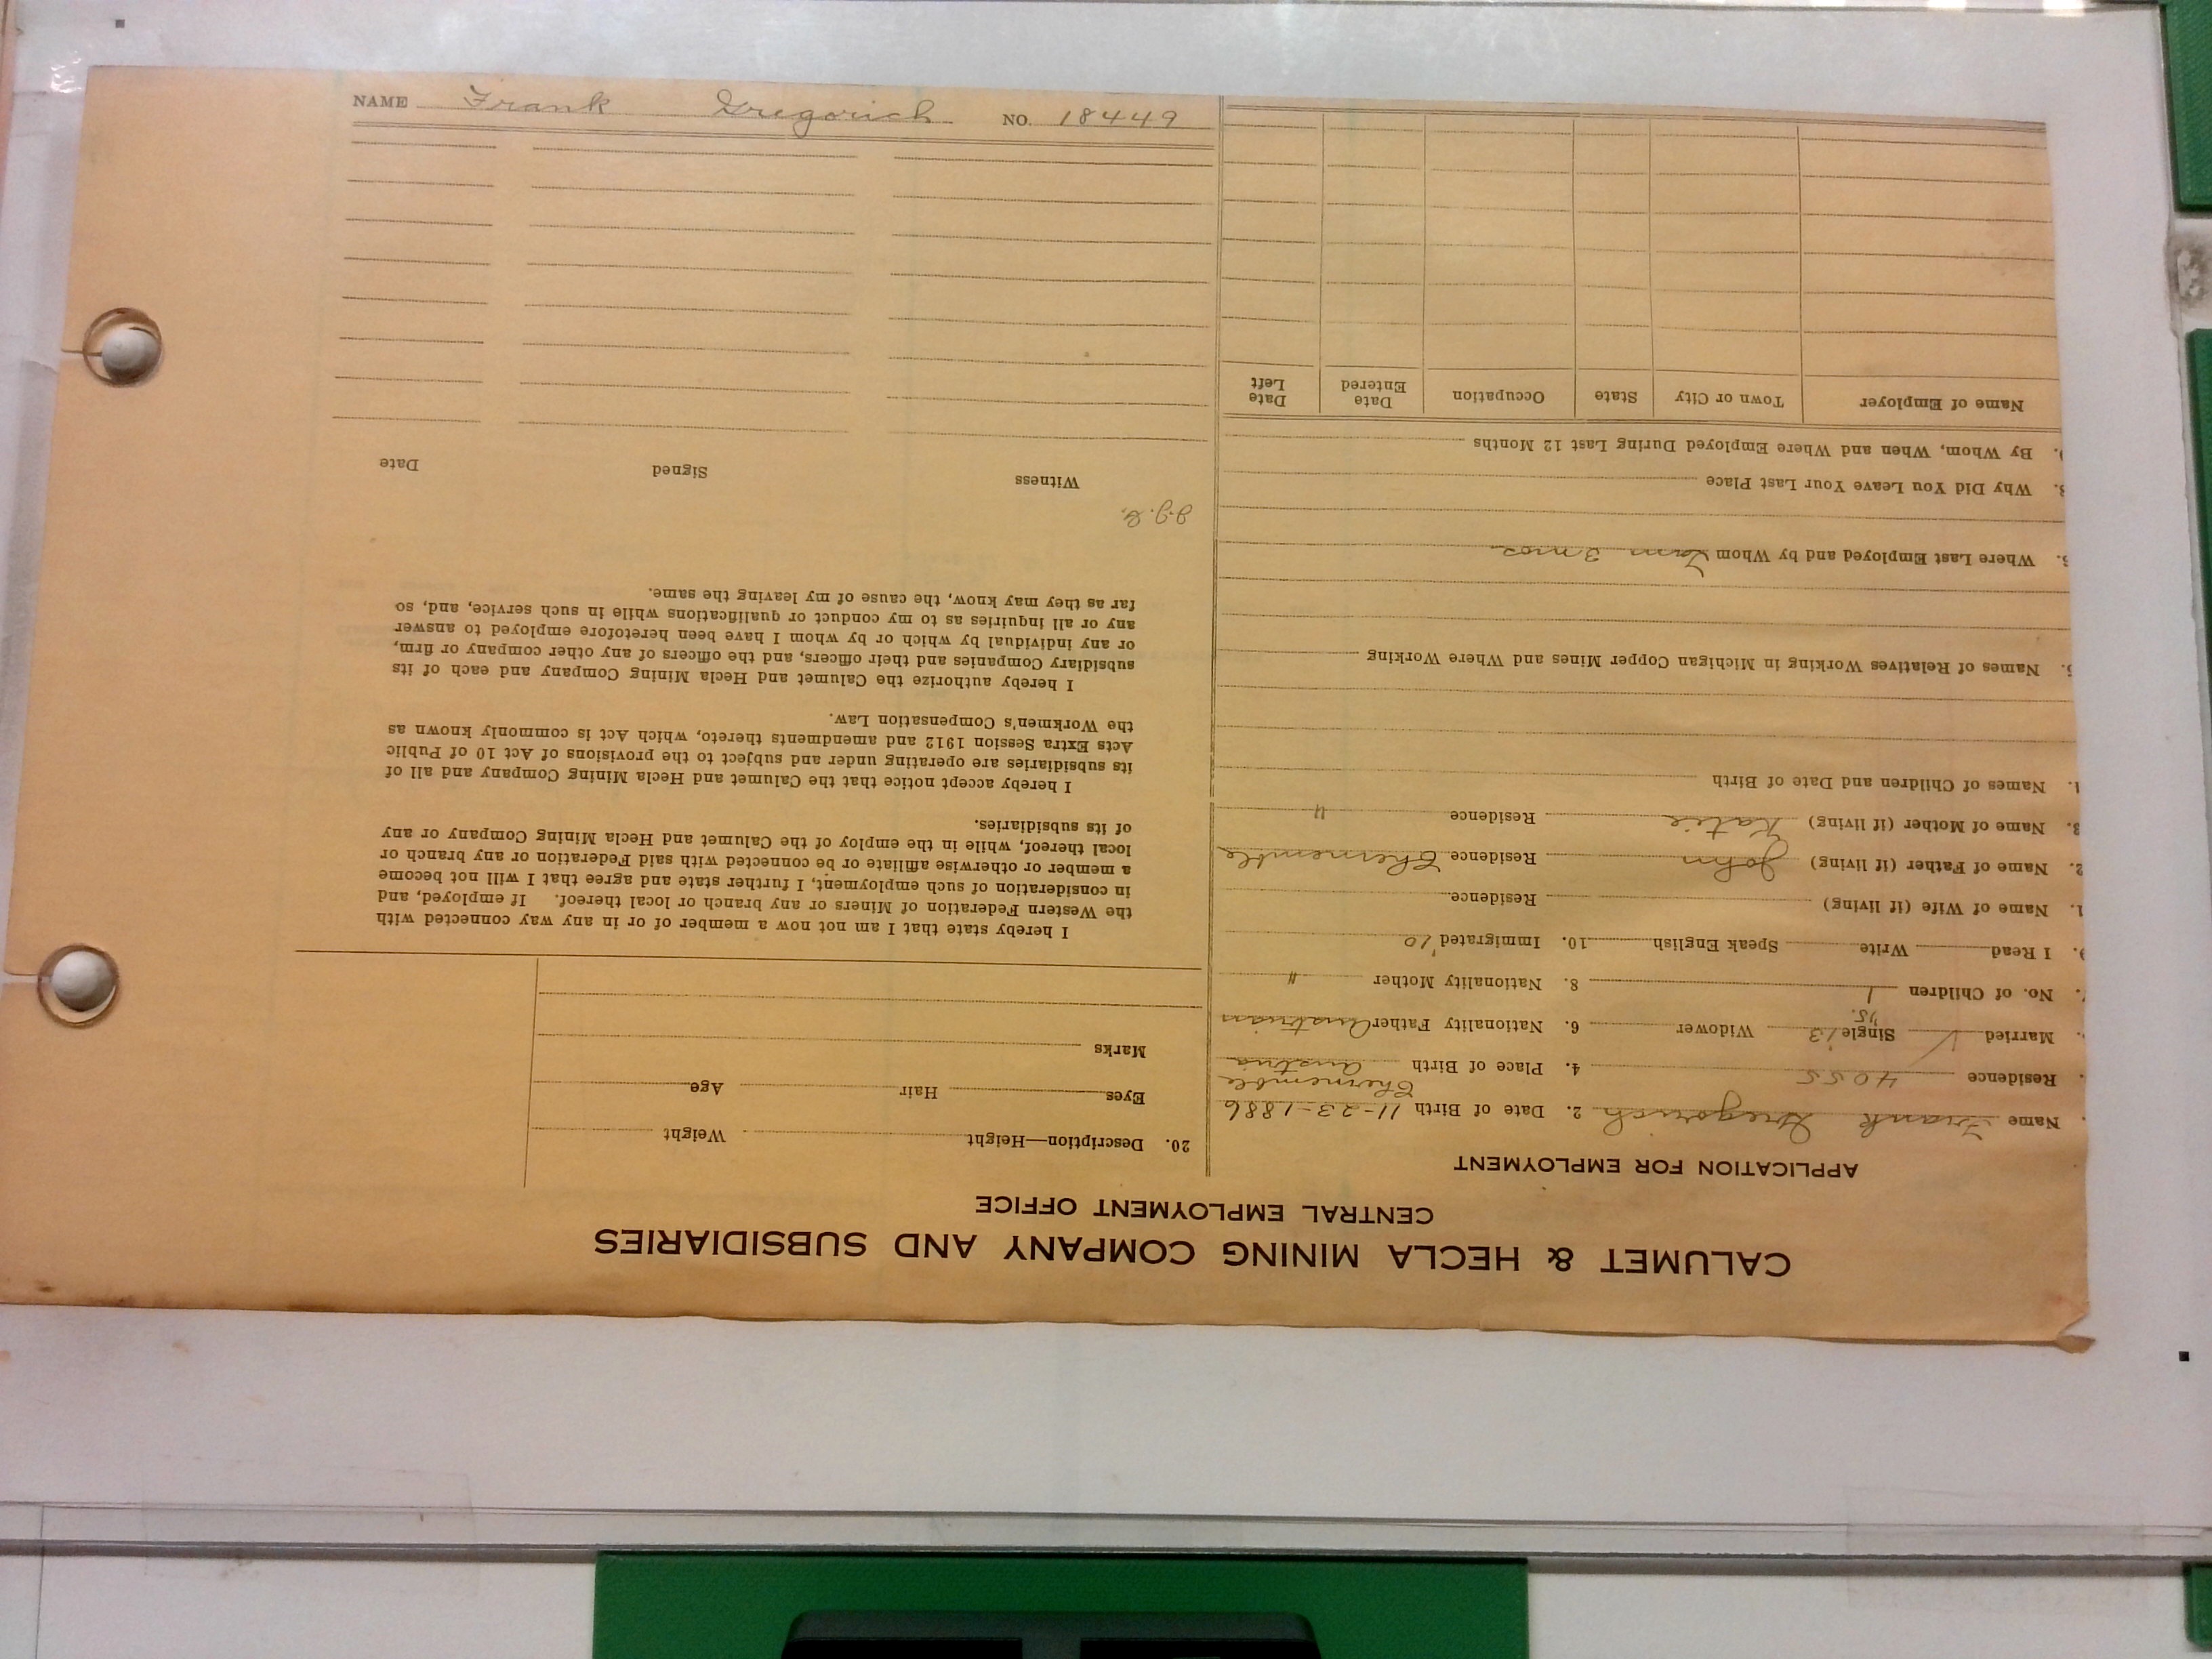 NAME Frank Gregorich NO. 18449
CALUMET & HECLA MINING COMPANY AND SUBSIDIARIES
CENTRAL EMPLOYMENT OFFICE
APPLICATION FOR EMPLOYMENT
. Name Frank Gregorich 2. Date of Birth 11-23-1886
Chernemble
. Residence 4055 4. Place of Birth Austria
. Married √ Single 13 Widower 6. Nationality Father Austrian
'15.
. No. of Children 1 8. Nationality Mother "
. I Read Write Speak English 10. Immigrated '10
1. Name of Wife (if living) Residence
2. Name of Father (if living) John Residence Chernemble
3. Name of Mother (if living) Katie Residence "
. Names of Children and Date of Birth
. Names of Relatives Working in Michigan Copper Mines and Where Working
. Where Last Employed and by Whom 3 mos
. Why Did You Leave Your Last Place
. By Whom, When and Where Employed During Last 12 Months
Name of Employer Town or City State Occupation Date Entered Date Left
20. Description—Height Weight
Eyes Hair Age
Marks
I hereby state that I am not now a member of or in any way connected with
the Western Federation of Miners or any branch or local thereof. If employed, and
in consideration of such employment, I further state and agree that I will not become
a member or otherwise affiliate or be connected with said Federation or any branch or
local thereof, while in the employ of the Calumet and Hecla Mining Company or any
of its subsidiaries.
I hereby accept notice that the Calumet and Hecla Mining Company and all of
its subsidiaries are operating under and subject to the provisions of Act 10 of Public
Acts Extra Session 1912 and amendments thereto, which Act is commonly known as
the Workmen's Compensation Law.
I hereby authorize the Calumet and Hecla Mining Company and each of its
subsidiary Companies and their officers, and the officers of any other company or firm,
or any individual by which or by whom I have been heretofore employed to answer
any or all inquiries as to my conduct or qualifications while in such service, and, so
far as they may know, the cause of my leaving the same.
Witness Signed Date